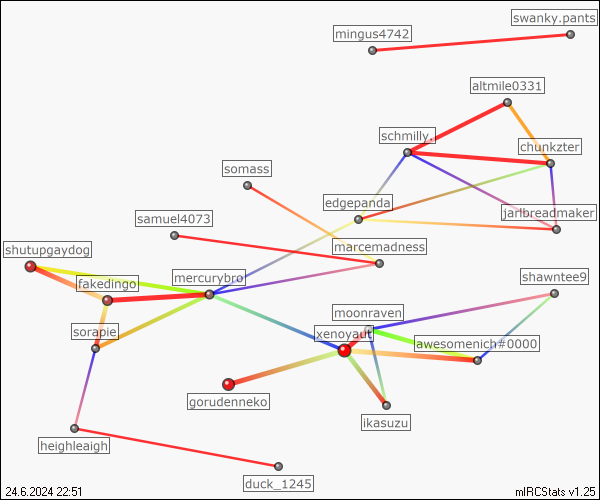 swanky.pants
mingus4742
altmile0331
schmilly.
chunkzter
somass
edgepanda
samuel4073
jarlbreadmaker
marcemadness
shutupgaydog
fakedingo
mercurybro
shawntee9
moonraven
sorapie
xenoyart
awesomenich#0000
gorudenneko
ikasuzu
heighleaigh
duck_1245
24.6.2024 22:51
mIRCStats v1.25